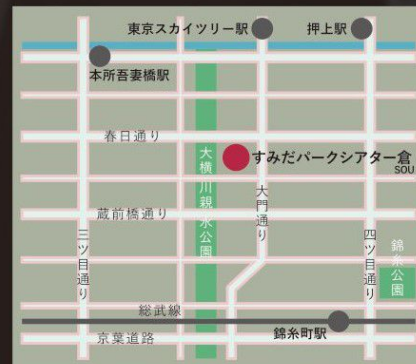 東京スカイツリー駅
押上駅
本所吾妻橋駅
春日通り
すみだパークシアター倉
SOU
大横川親水公園
大門通り
蔵前橋通り
三ツ目通り
四ツ目通り
錦糸公園
総武線
錦糸町駅
京葉道路